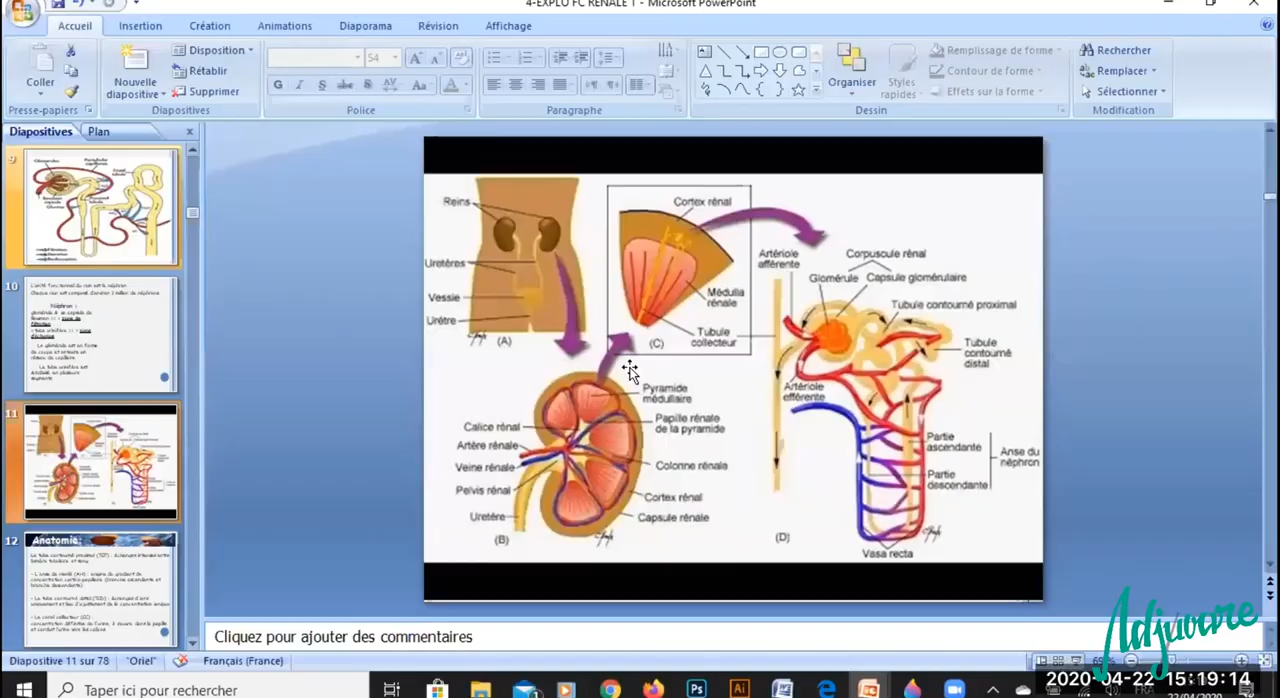 4-EXPLO FC RENALE 1 - Microsoft PowerPoint
Accueil Insertion Création Animations Diaporama Révision Affichage
Coller
Nouvelle diapositive
Disposition
Rétablir
Supprimer
54
Organiser
Styles rapides
Remplissage de forme
Contour de forme
Effets sur la forme
Rechercher
Remplacer
Sélectionner
Presse-papiers Diapositives Police Paragraphe Dessin Modification
Diapositives Plan x
9
10
11
12
Anatomie:
Reins
Uretères
Vessie
Urètre
(A)
Cortex rénal
Médulla rénale
Tubule collecteur
(C)
Pyramide médullaire
Papille rénale de la pyramide
Calice rénal
Artère rénale
Veine rénale
Pelvis rénal
Uretère
Colonne rénale
Cortex rénal
Capsule rénale
(B)
Artériole afférente
Corpuscule rénal
Glomérule
Capsule glomérulaire
Tubule contourné proximal
Tubule contourné distal
Artériole efférente
Partie ascendante
Partie descendante
Anse du néphron
(D)
Vasa recta
Cliquez pour ajouter des commentaires
Diapositive 11 sur 78 "Oriel" Français (France)
Taper ici pour rechercher
Adjuvore
2020-04-22 15:19:14